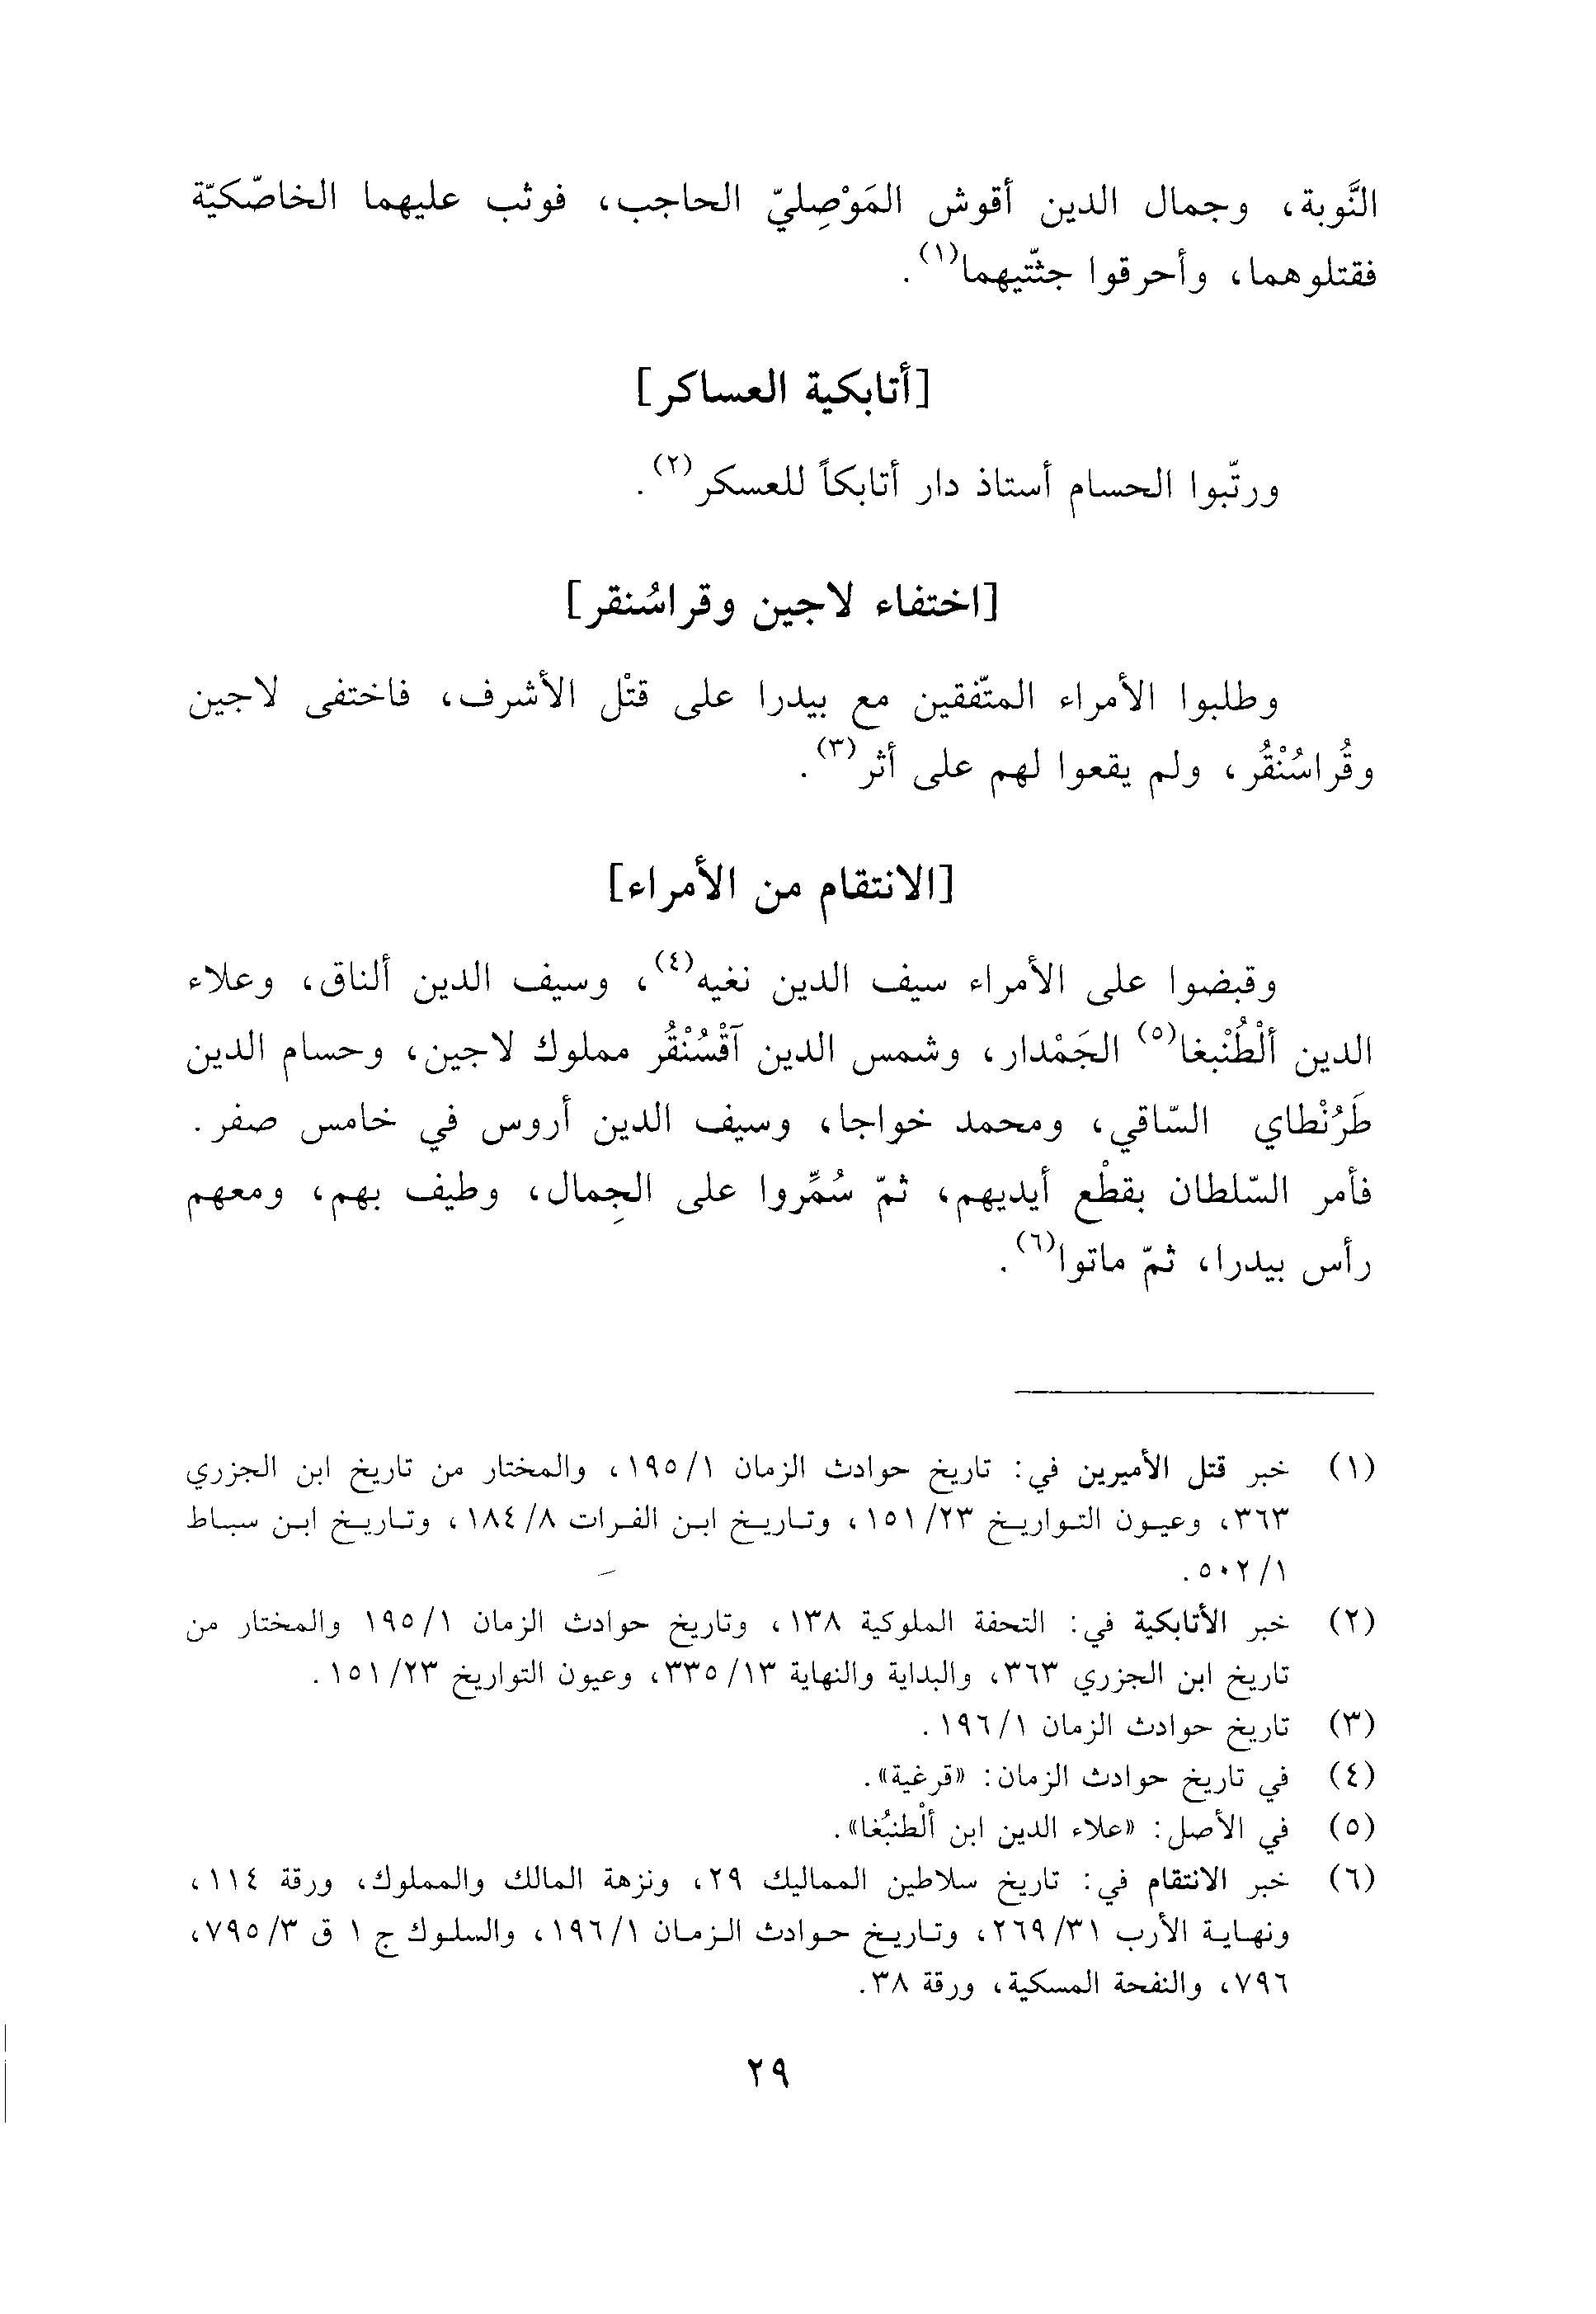 النَّوبة، وجمال الدين أقوش المَوْصِليّ الحاجب، فوثب عليهما الخاصّكيّة
فقتلوهما، وأحرقوا جثّتيهما(١).
[أتابكية العساكر]
ورتّبوا الحسام أستاذ دار أتابكاً للعسكر(٢).
[اختفاء لاجين وقراسُنقر]
وطلبوا الأمراء المتّفقين مع بيدرا على قتْل الأشرف، فاختفى لاجين
وقُراسُنْقُر، ولم يقعوا لهم على أثر(٣).
[الانتقام من الأمراء]
وقبضوا على الأمراء سيف الدين نغيه(٤)، وسيف الدين ألناق، وعلاء
الدين ألْطُنْبغا(٥) الجَمْدار، وشمس الدين آقْسُنْقُر مملوك لاجين، وحسام الدين
طَرُنْطاي السّاقي، ومحمد خواجا، وسيف الدين أروس في خامس صفر.
فأمر السّلطان بقطْع أيديهم، ثمّ سُمِّروا على الجِمال، وطيف بهم، ومعهم
رأس بيدرا، ثمّ ماتوا(٦).
(١) خبر قتل الأميرين في: تاريخ حوادث الزمان ١/ ١٩٥، والمختار من تاريخ ابن الجزري
٣٦٣، وعيون التواريخ ٢٣/ ١٥١، وتاريخ ابن الفرات ٨/ ١٨٤، وتاريخ ابن سباط
١/ ٥٠٢.
(٢) خبر الأتابكية في: التحفة الملوكية ١٣٨، وتاريخ حوادث الزمان ١/ ١٩٥ والمختار من
تاريخ ابن الجزري ٣٦٣، والبداية والنهاية ١٣/ ٣٣٥، وعيون التواريخ ٢٣/ ١٥١.
(٣) تاريخ حوادث الزمان ١/ ١٩٦.
(٤) في تاريخ حوادث الزمان: «قرغية».
(٥) في الأصل: «علاء الدين ابن ألْطنبُغا».
(٦) خبر الانتقام في: تاريخ سلاطين المماليك ٢٩، ونزهة المالك والمملوك، ورقة ١١٤،
ونهاية الأرب ٣١/ ٢٦٩، وتاريخ حوادث الزمان ١/ ١٩٦، والسلوك ج ١ ق ٣/ ٧٩٥،
٧٩٦، والنفحة المسكية، ورقة ٣٨.
٢٩